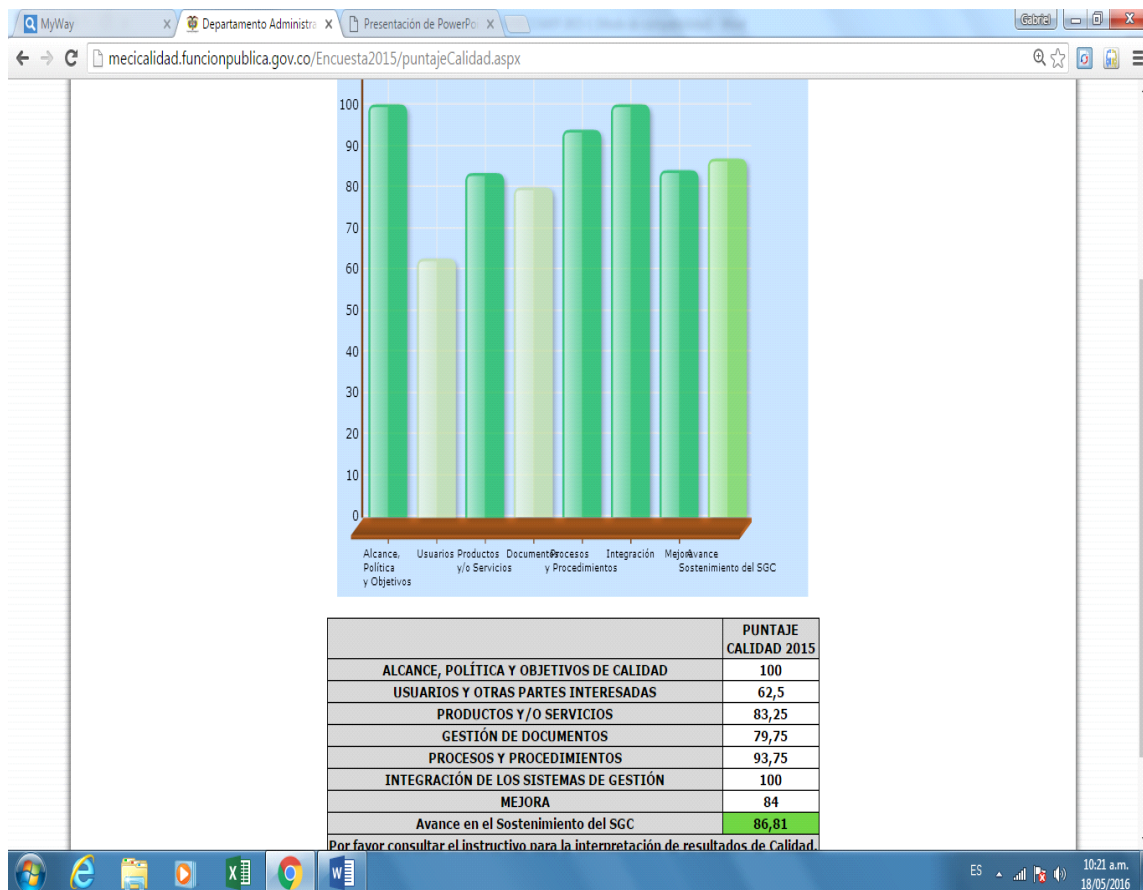 MyWay
Departamento Administra
Presentación de PowerPo
Gabriel
mecicalidad.funcionpublica.gov.co/Encuesta2015/puntajeCalidad.aspx
100
90
80
70
60
50
40
30
20
10
0
Alcance,
Política
y Objetivos
Usuarios
Productos
y/o Servicios
Documentos
Procesos
y Procedimientos
Integración
Mejora
Avance
Sostenimiento del SGC
PUNTAJE
CALIDAD 2015
ALCANCE, POLÍTICA Y OBJETIVOS DE CALIDAD 100
USUARIOS Y OTRAS PARTES INTERESADAS 62,5
PRODUCTOS Y/O SERVICIOS 83,25
GESTIÓN DE DOCUMENTOS 79,75
PROCESOS Y PROCEDIMIENTOS 93,75
INTEGRACIÓN DE LOS SISTEMAS DE GESTIÓN 100
MEJORA 84
Avance en el Sostenimiento del SGC 86,81
Por favor consultar el instructivo para la interpretación de resultados de Calidad.
ES
10:21 a.m.
18/05/2016